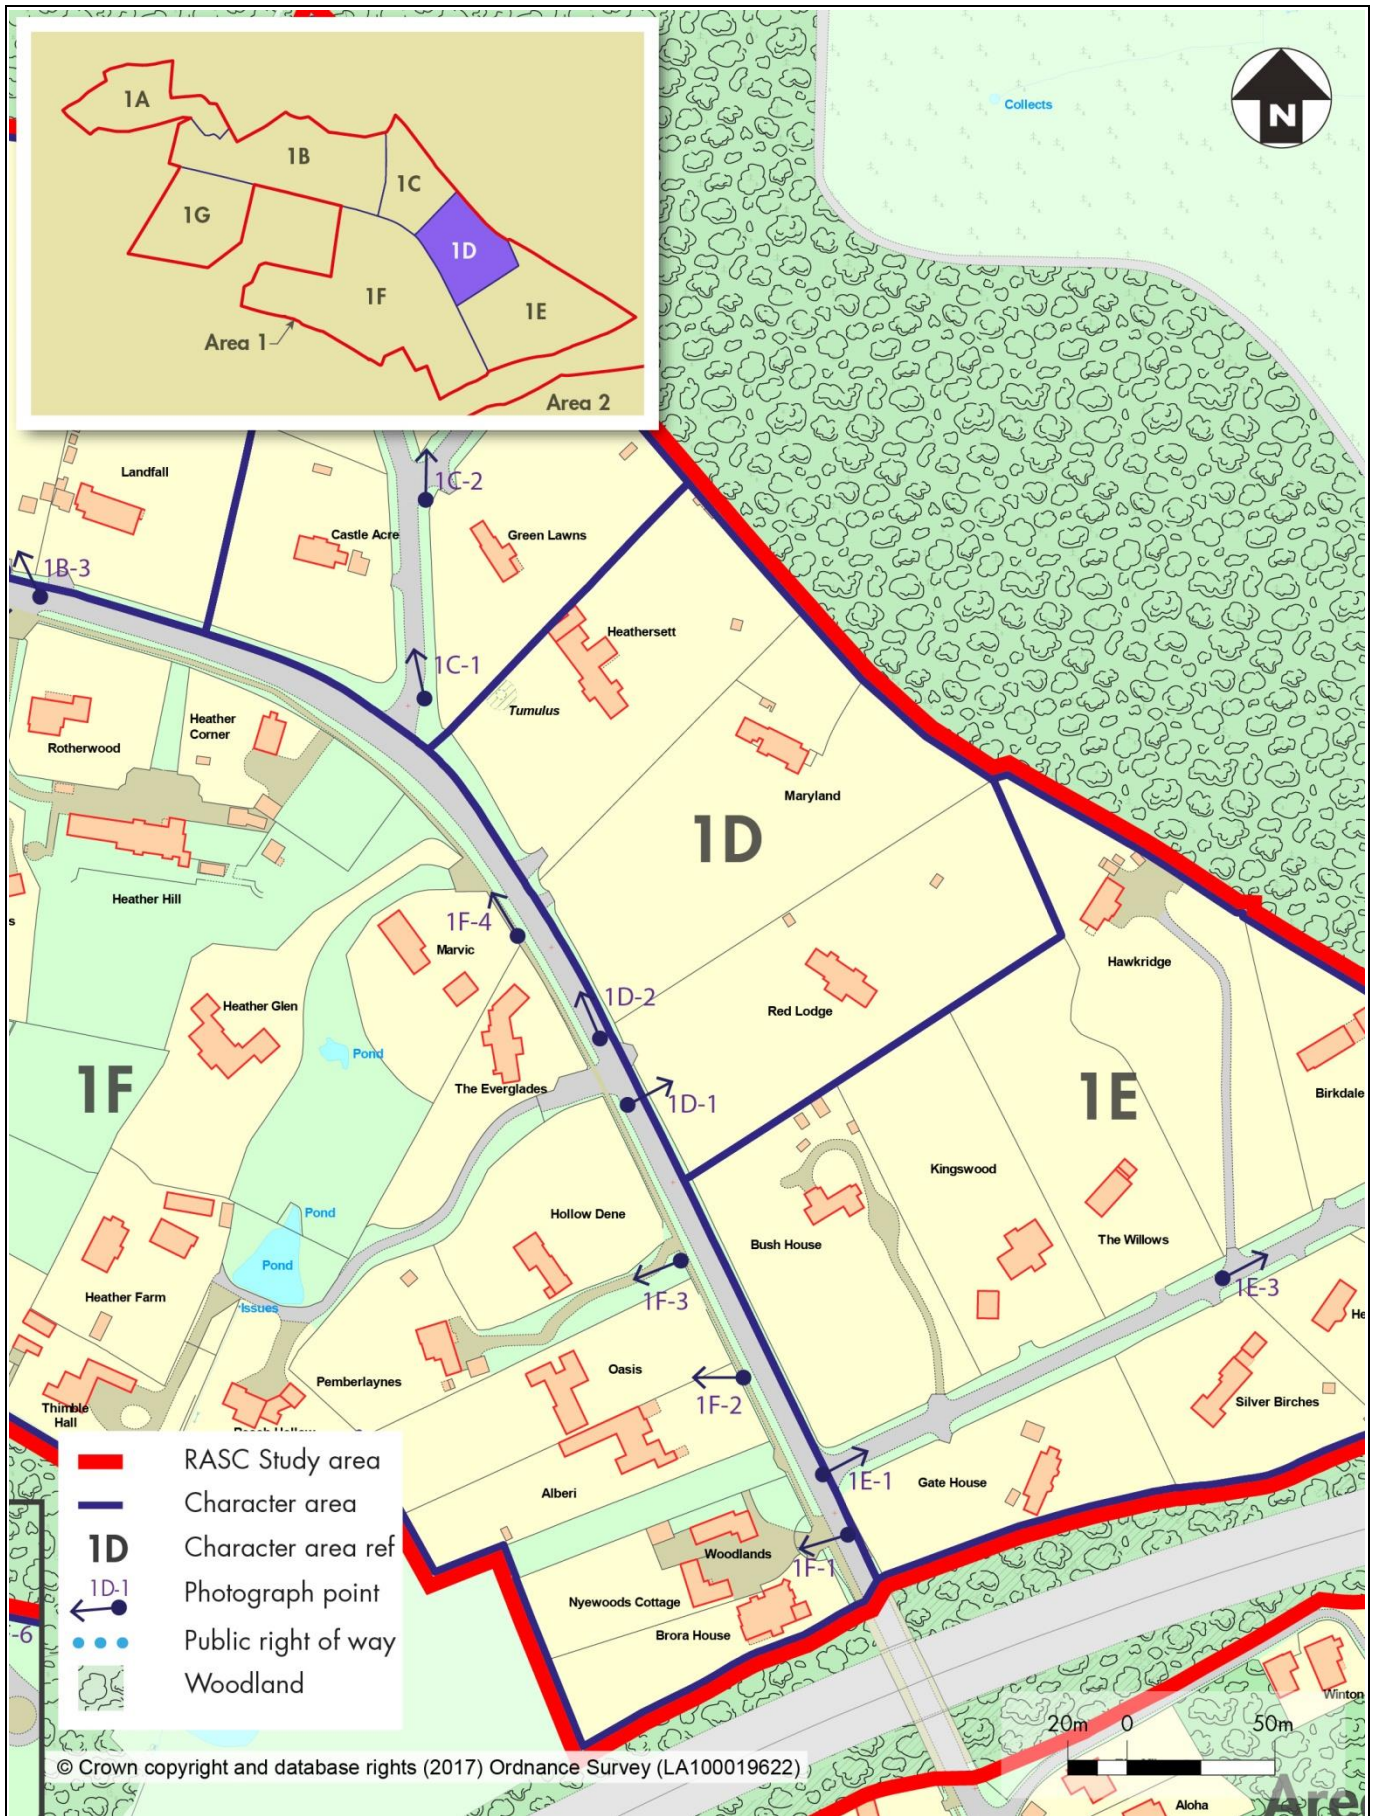 1A
1B
1C
1G
1D
1F
1E
Area 1
Area 2
N
Collects
Landfall
Castle Acre
1C-2
Green Lawns
1B-3
Heathersett
1C-1
Tumulus
Heather
Corner
Rotherwood
Maryland
1D
Heather Hill
s
1F-4
Marvic
Hawkridge
Heather Glen
1D-2
Red Lodge
Pond
1F
The Everglades
1D-1
1E
Birkdale
Kingswood
Pond
Hollow Dene
Bush House
The Willows
Pond
Heather Farm
Issues
1F-3
1E-3
He
Oasis
Pemberlaynes
1F-2
Thimble
Hall
Silver Birches
Beech Hollow
1E-1
Gate House
Alberi
Woodlands
1F-1
Nyewoods Cottage
Brora House
RASC Study area
Character area
1D Character area ref
1D-1 Photograph point
Public right of way
Woodland
-6
Winton
20m 0 50m
© Crown copyright and database rights (2017) Ordnance Survey (LA100019622)
Aloha
Are